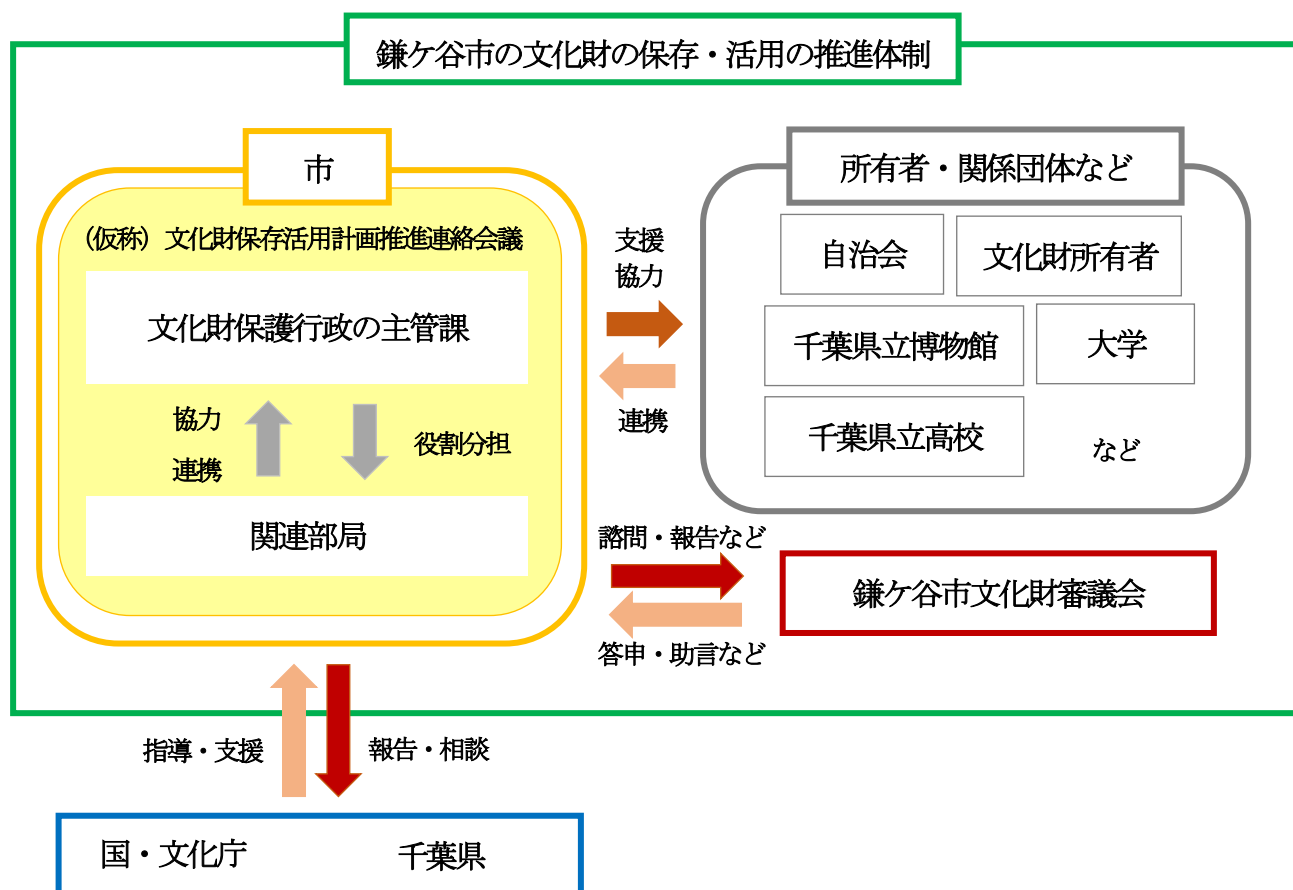 鎌ケ谷市の文化財の保存・活用の推進体制
市
(仮称) 文化財保存活用計画推進連絡会議
文化財保護行政の主管課
協力
連携
役割分担
関連部局
支援
協力
連携
所有者・関係団体など
自治会
文化財所有者
千葉県立博物館
大学
千葉県立高校
など
諮問・報告など
答申・助言など
鎌ケ谷市文化財審議会
指導・支援
報告・相談
国・文化庁
千葉県